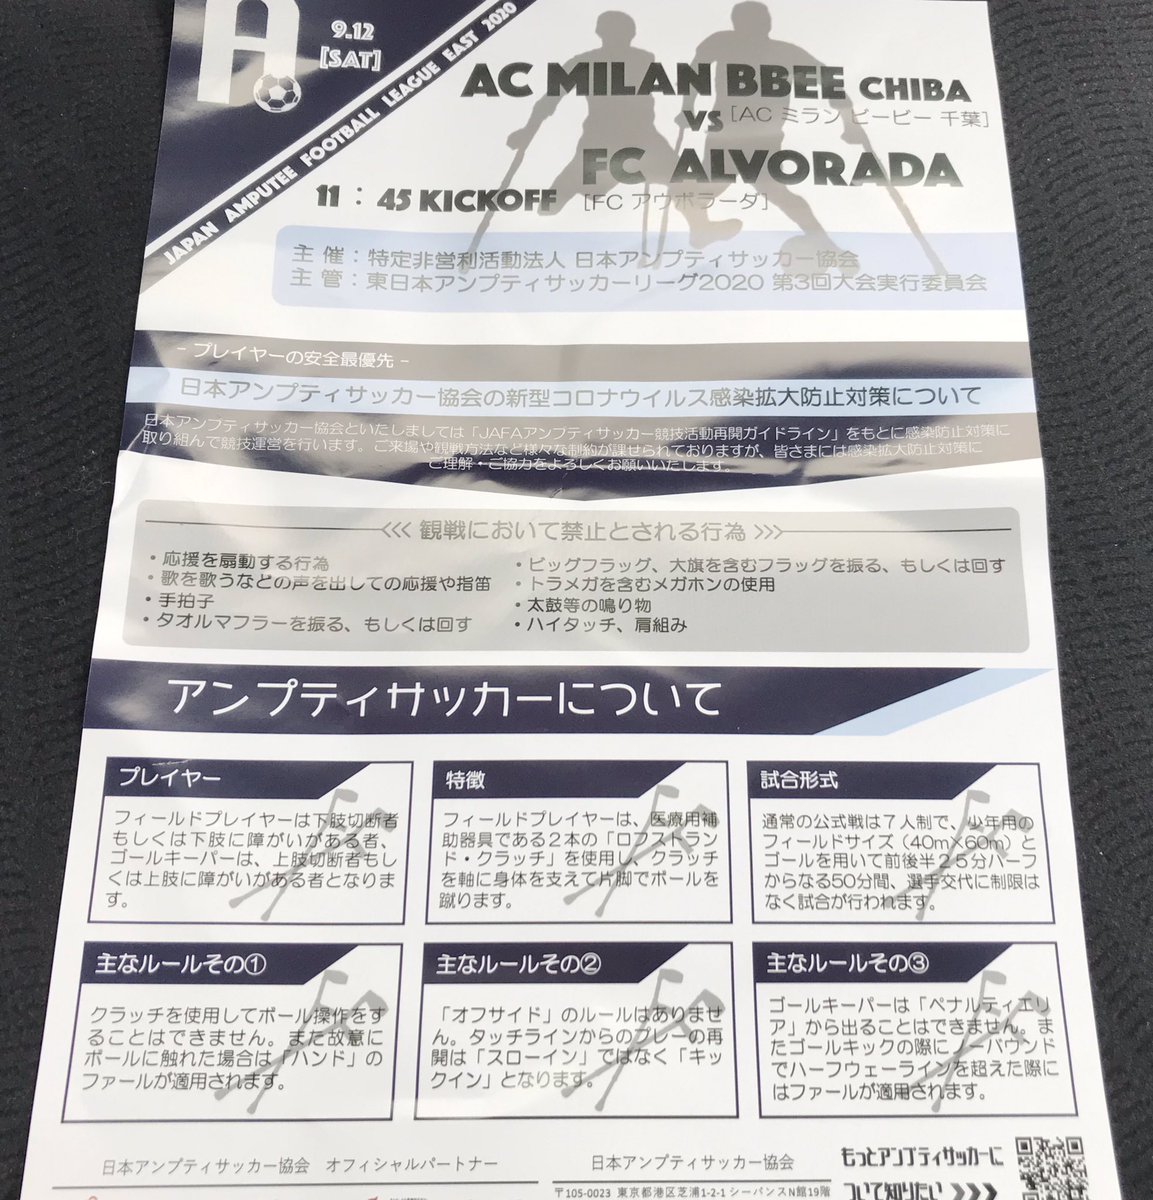 9.12
[SAT]
JAPAN AMPUTEE FOOTBALL LEAGUE EAST 2020
AC MILAN BBEE CHIBA
VS [AC ミラン ビービー 千葉]
FC ALVORADA
11:45 KICKOFF [FC アウボラーダ]
主 催：特定非営利活動法人 日本アンプティサッカー協会
主 管：東日本アンプティサッカーリーグ2020 第3回大会実行委員会
- プレイヤーの安全最優先 -
日本アンプティサッカー協会の新型コロナウイルス感染拡大防止対策について
日本アンプティサッカー協会といたしましては「JAFAアンプティサッカー競技活動再開ガイドライン」をもとに感染防止対策に
取り組んで競技運営を行います。ご来場や観戦方法など様々な制約が課せられておりますが、皆さまには感染拡大防止対策に
ご理解・ご協力をよろしくお願いいたします。
<<< 観戦において禁止とされる行為 >>>
・応援を扇動する行為
・歌を歌うなどの声を出しての応援や指笛
・手拍子
・タオルマフラーを振る、もしくは回す
・ビッグフラッグ、大旗を含むフラッグを振る、もしくは回す
・トラメガを含むメガホンの使用
・太鼓等の鳴り物
・ハイタッチ、肩組み
アンプティサッカーについて
プレイヤー
フィールドプレイヤーは下肢切断者
もしくは下肢に障がいがある者、
ゴールキーパーは、上肢切断者もし
くは上肢に障がいがある者となりま
す。
特徴
フィールドプレイヤーは、医療用補
助器具である２本の「ロフストラン
ド・クラッチ」を使用し、クラッチ
を軸に身体を支えて片脚でボールを
蹴ります。
試合形式
通常の公式戦は７人制で、少年用の
フィールドサイズ（40m×60m）と
ゴールを用いて前後半２５分ハーフ
からなる50分間、選手交代に制限は
なく試合が行われます。
主なルールその①
クラッチを使用してボール操作をす
ることはできません。また故意に
ボールに触れた場合は「ハンド」の
ファールが適用されます。
主なルールその②
「オフサイド」のルールはありませ
ん。タッチラインからのプレーの再
開は「スローイン」ではなく「キッ
クイン」となります。
主なルールその③
ゴールキーパーは「ペナルティエリ
ア」から出ることはできません。ま
たゴールキックの際にノーバウンド
でハーフウェーラインを超えた際に
はファールが適用されます。
日本アンプティサッカー協会 オフィシャルパートナー
日本アンプティサッカー協会
〒105-0023 東京都港区芝浦1-2-1 シーバンスN館19階
もっとアンプティサッカーに
ついて知りたい >>>